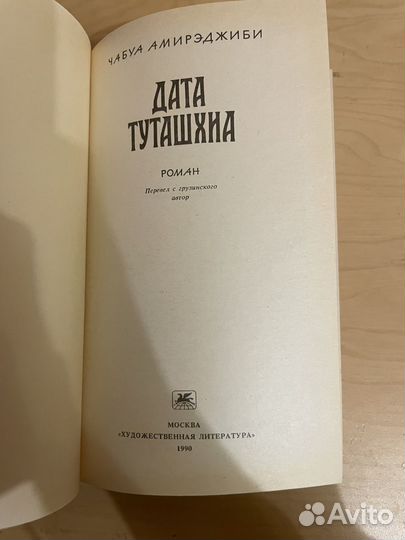 ЧАБУА АМИРЭДЖИБИ
ДАТА
ТУТАШХИА
РОМАН
Перевел с грузинского
автор
МОСКВА
«ХУДОЖЕСТВЕННАЯ ЛИТЕРАТУРА»
1990
Avito